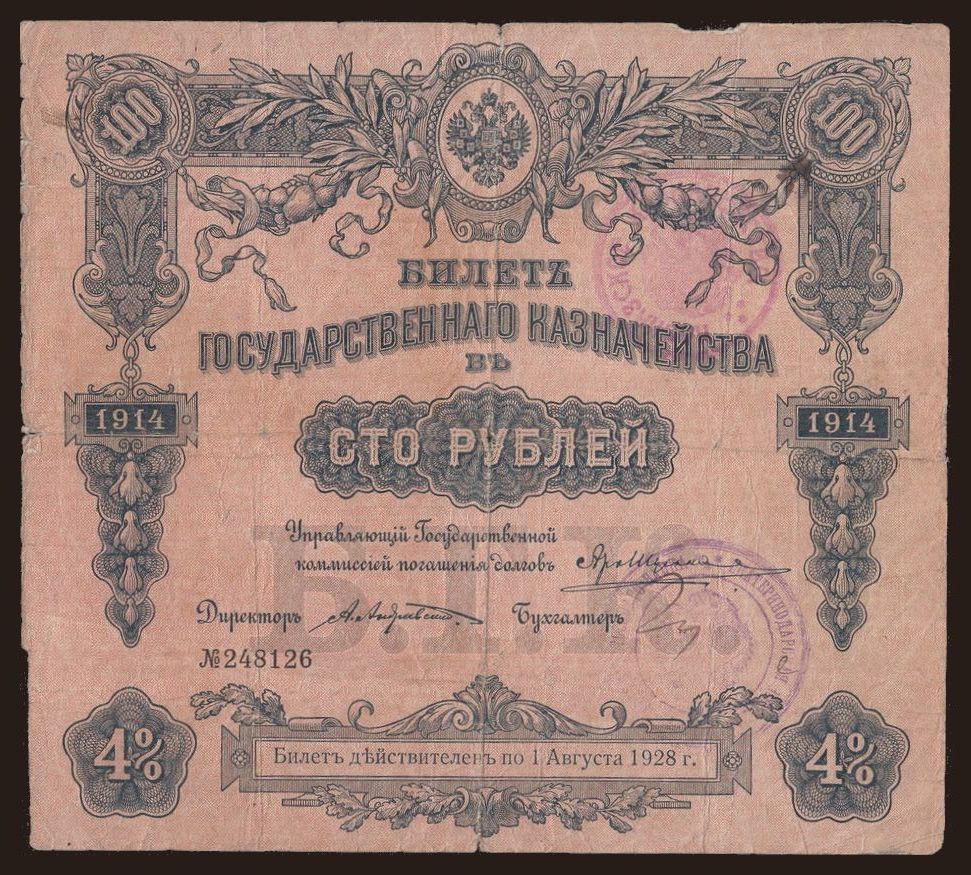 100 100
БИЛЕТЪ
ГОСУДАРСТВЕННАГО КАЗНАЧЕЙСТВА
ВЪ
1914 1914
СТО РУБЛЕЙ
Управляющій Государственной
коммиссіей погашенія долговъ
Директоръ Бухгалтеръ
№248126
4% 4%
Билетъ дѣйствителенъ по 1 Августа 1928 г.